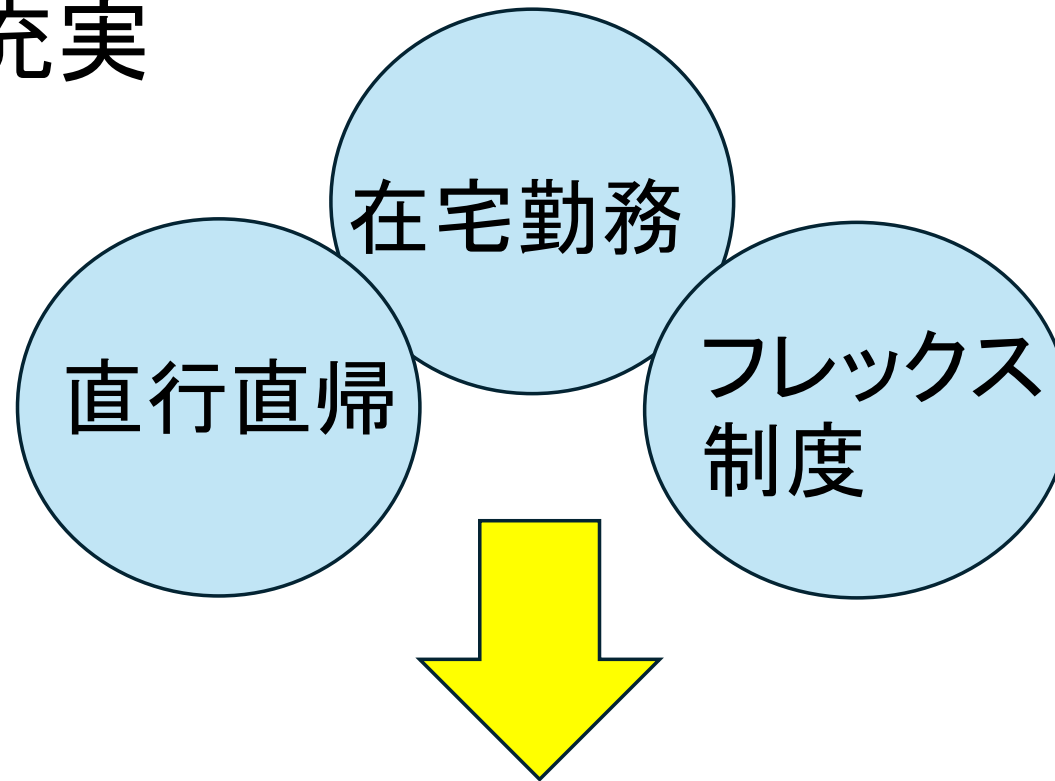 充実
在宅勤務
直行直帰
フレックス
制度